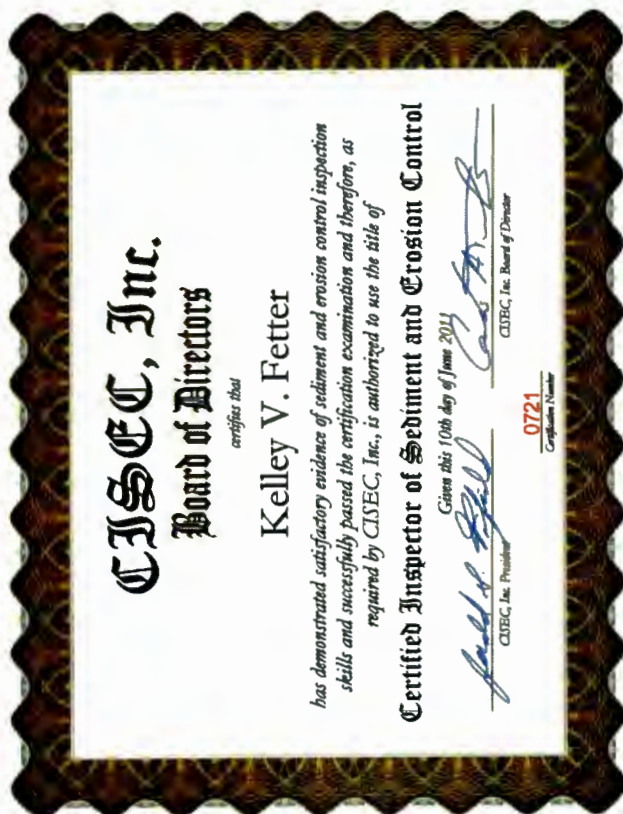 CISEC, Inc.
Board of Directors
certifies that
Kelley V. Fetter
has demonstrated satisfactory evidence of sediment and erosion control inspection
skills and successfully passed the certification examination and therefore, as
required by CISEC, Inc., is authorized to use the title of
Certified Inspector of Sediment and Erosion Control
Given this 10th day of June 2011
CISEC, Inc. President
CISEC, Inc. Board of Director
0721
Certification Number